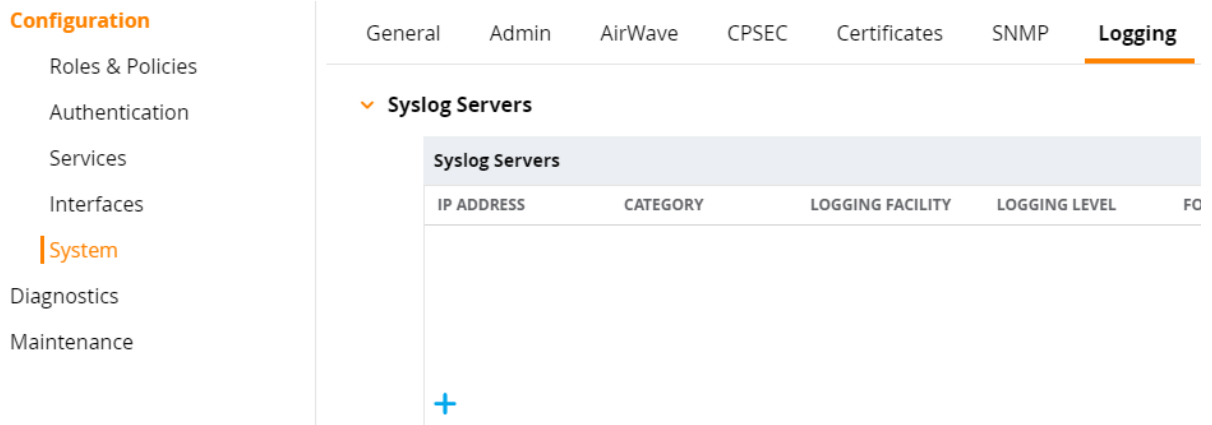 Configuration
Roles & Policies
Authentication
Services
Interfaces
System
Diagnostics
Maintenance
General Admin AirWave CPSEC Certificates SNMP Logging
Syslog Servers
Syslog Servers
IP ADDRESS CATEGORY LOGGING FACILITY LOGGING LEVEL FO